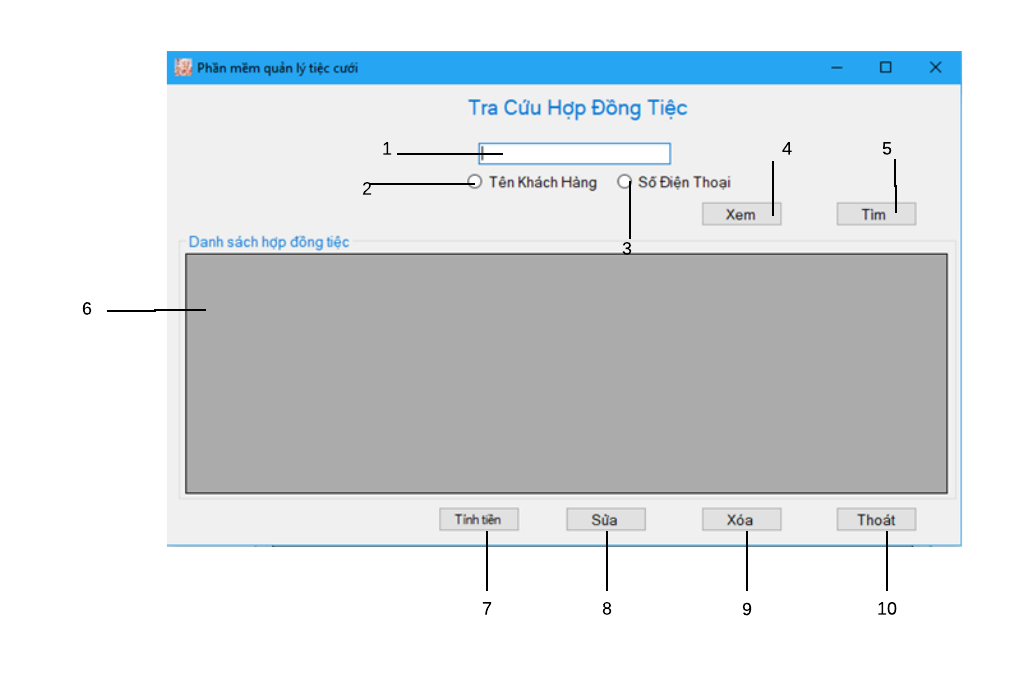 Phần mềm quản lý tiệc cưới
Tra Cứu Hợp Đồng Tiệc
1
4
5
2
Tên Khách Hàng
Số Điện Thoại
Xem
Tìm
3
Danh sách hợp đồng tiệc
6
Tính tiền
Sửa
Xóa
Thoát
7
8
9
10